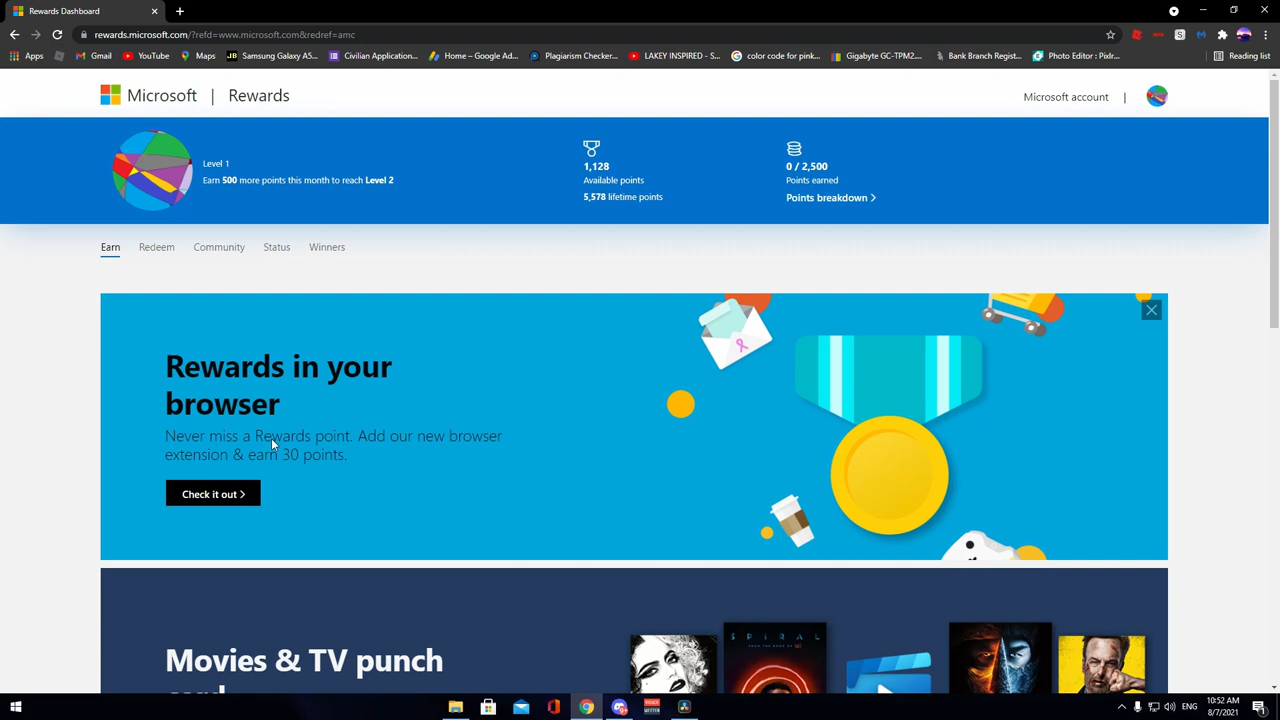 Rewards Dashboard
rewards.microsoft.com/?refd=www.microsoft.com&redref=amc
Apps
Gmail
YouTube
Maps
Samsung Galaxy A5...
Civilian Application...
Home – Google Ad...
Plagiarism Checker...
LAKEY INSPIRED - S...
color code for pink...
Gigabyte GC-TPM2...
Bank Branch Regist...
Photo Editor : Pixlr...
Reading list
Microsoft | Rewards
Microsoft account |
Level 1
Earn 500 more points this month to reach Level 2
1,128
Available points
5,578 lifetime points
0 / 2,500
Points earned
Points breakdown >
Earn
Redeem
Community
Status
Winners
Rewards in your
browser
Never miss a Rewards point. Add our new browser
extension & earn 30 points.
Check it out >
Movies & TV punch
SPIRAL
ENG
10:52 AM
8/7/2021